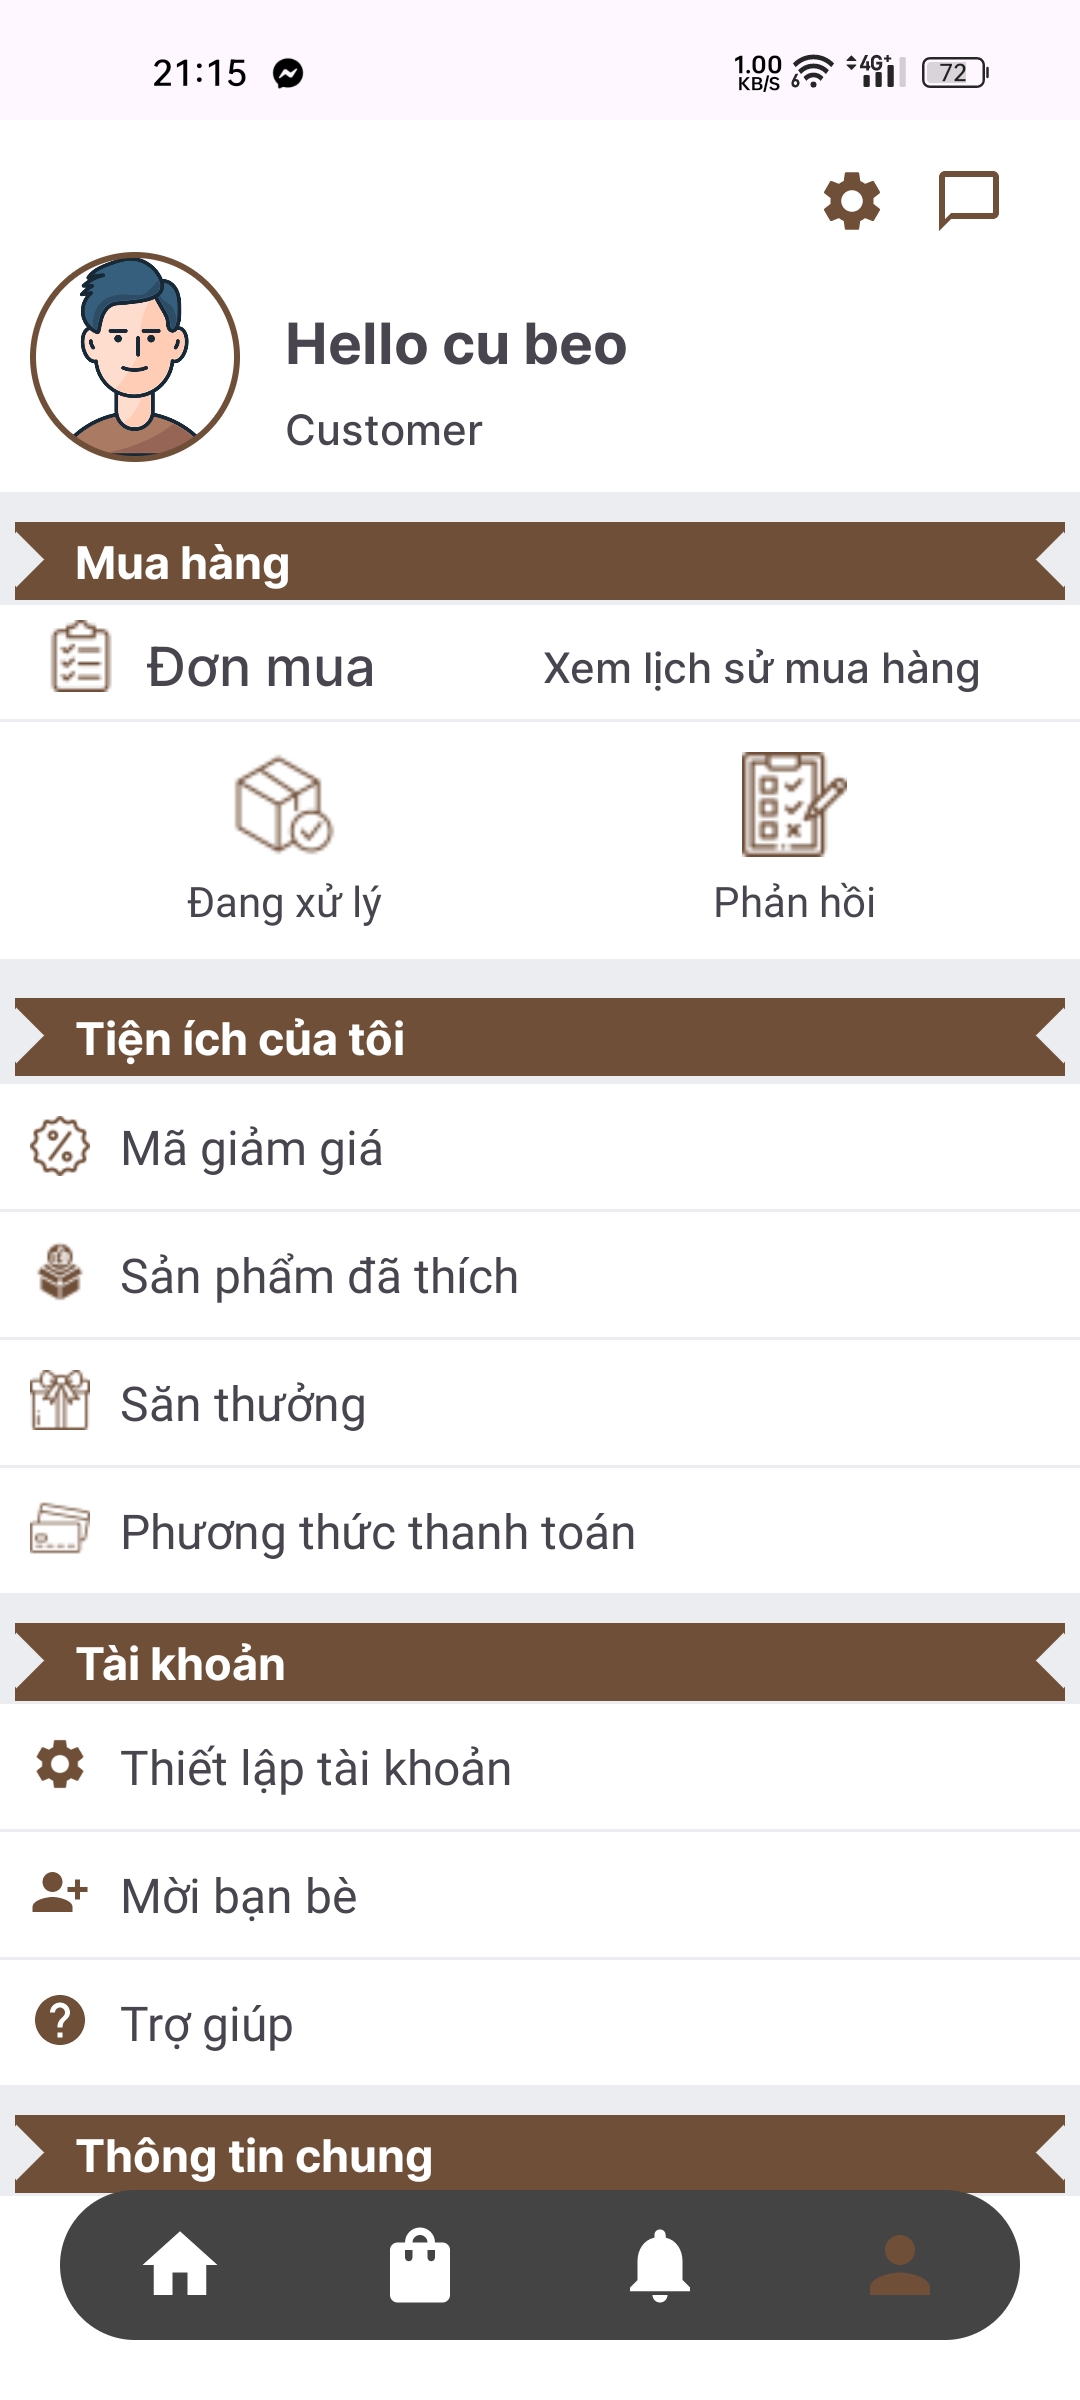 21:15
1.00
KB/S
6
4G+
72
Hello cu beo
Customer
Mua hàng
Đơn mua
Xem lịch sử mua hàng
Đang xử lý
Phản hồi
Tiện ích của tôi
Mã giảm giá
Sản phẩm đã thích
Săn thưởng
Phương thức thanh toán
Tài khoản
Thiết lập tài khoản
Mời bạn bè
Trợ giúp
Thông tin chung